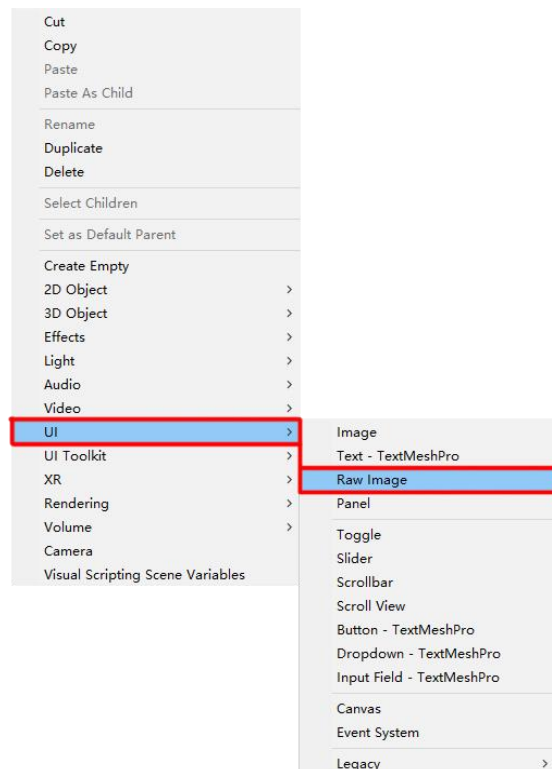 Cut
Copy
Paste
Paste As Child
Rename
Duplicate
Delete
Select Children
Set as Default Parent
Create Empty
2D Object
3D Object
Effects
Light
Audio
Video
UI
UI Toolkit
XR
Rendering
Volume
Camera
Visual Scripting Scene Variables
Image
Text - TextMeshPro
Raw Image
Panel
Toggle
Slider
Scrollbar
Scroll View
Button - TextMeshPro
Dropdown - TextMeshPro
Input Field - TextMeshPro
Canvas
Event System
Legacy